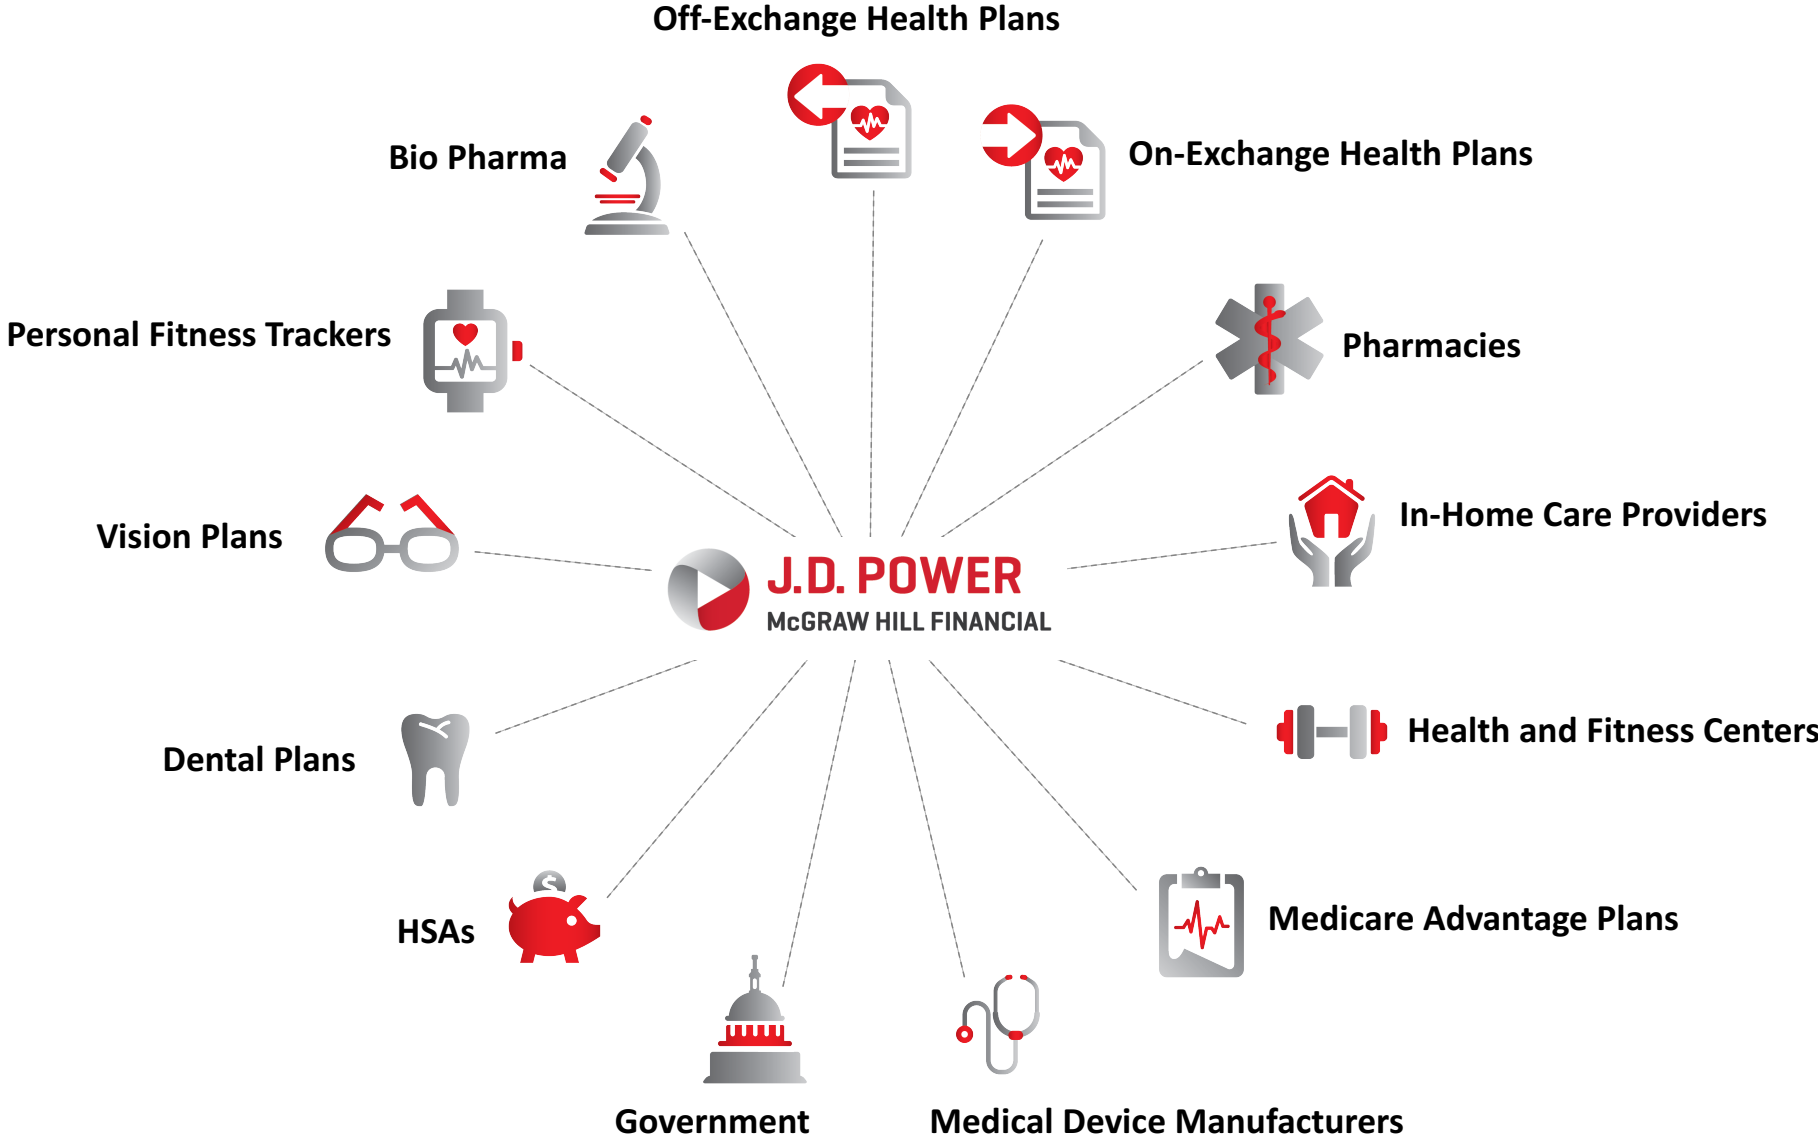 Off-Exchange Health Plans
Bio Pharma
On-Exchange Health Plans
Personal Fitness Trackers
Pharmacies
Vision Plans
In-Home Care Providers
J.D. POWER
McGRAW HILL FINANCIAL
Dental Plans
Health and Fitness Centers
HSAs
$
Medicare Advantage Plans
Government
Medical Device Manufacturers